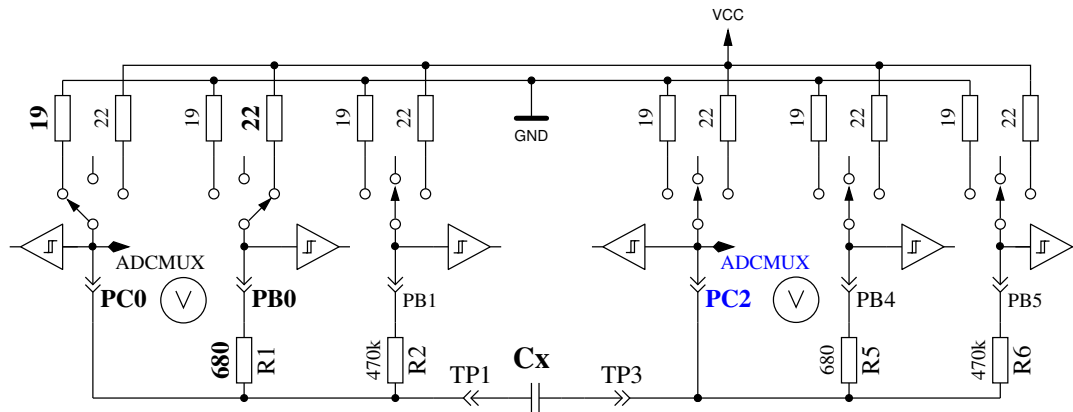 VCC
19
22
19
22
19
22
GND
19
22
19
22
19
22
ADCMUX
PC0
V
PB0
PB1
ADCMUX
PC2
V
PB4
PB5
680
R1
470k
R2
TP1
Cx
TP3
680
R5
470k
R6